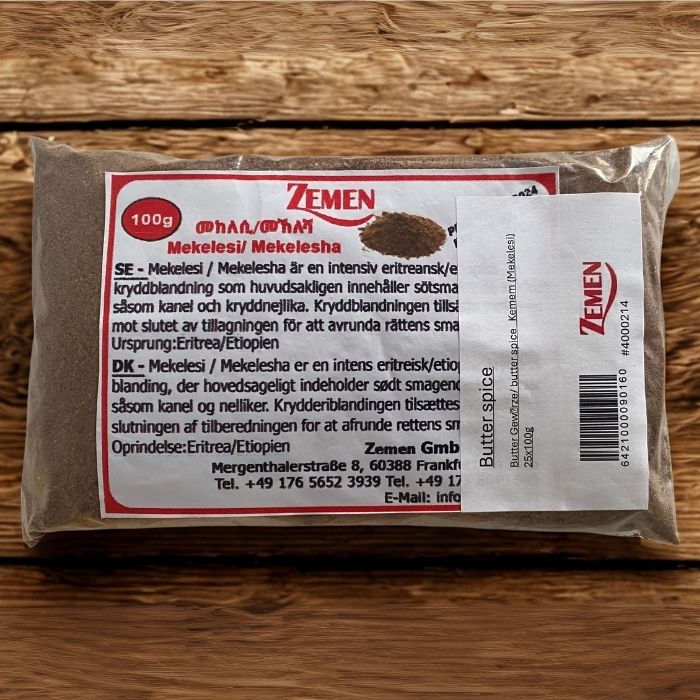 ZEMEN
100g
መከለሲ/መኸለሻ
Mekelesi/ Mekelesha
2024
SE - Mekelesi / Mekelesha är en intensiv eritreansk/e
kryddblandning som huvudsakligen innehåller sötsma
såsom kanel och kryddnejlika. Kryddblandningen tillsä
mot slutet av tillagningen för att avrunda rättens sma
Ursprung:Eritrea/Etiopien
DK - Mekelesi / Mekelesha er en intens eritreisk/etiop
blanding, der hovedsageligt indeholder sødt smagend
såsom kanel og nelliker. Krydderiblandingen tilsættes
slutningen af tilberedningen for at afrunde rettens sm
Oprindelse:Eritrea/Etiopien
Zemen Gmb
Mergenthalerstraße 8, 60388 Frankfu
Tel. +49 176 5652 3939 Tel. +49 17
E-Mail: info
Butter spice
Butter Gewürze/ butter spice Kemem (Mekelesi)
25x100g
ZEMEN
6421000090160
#4000214